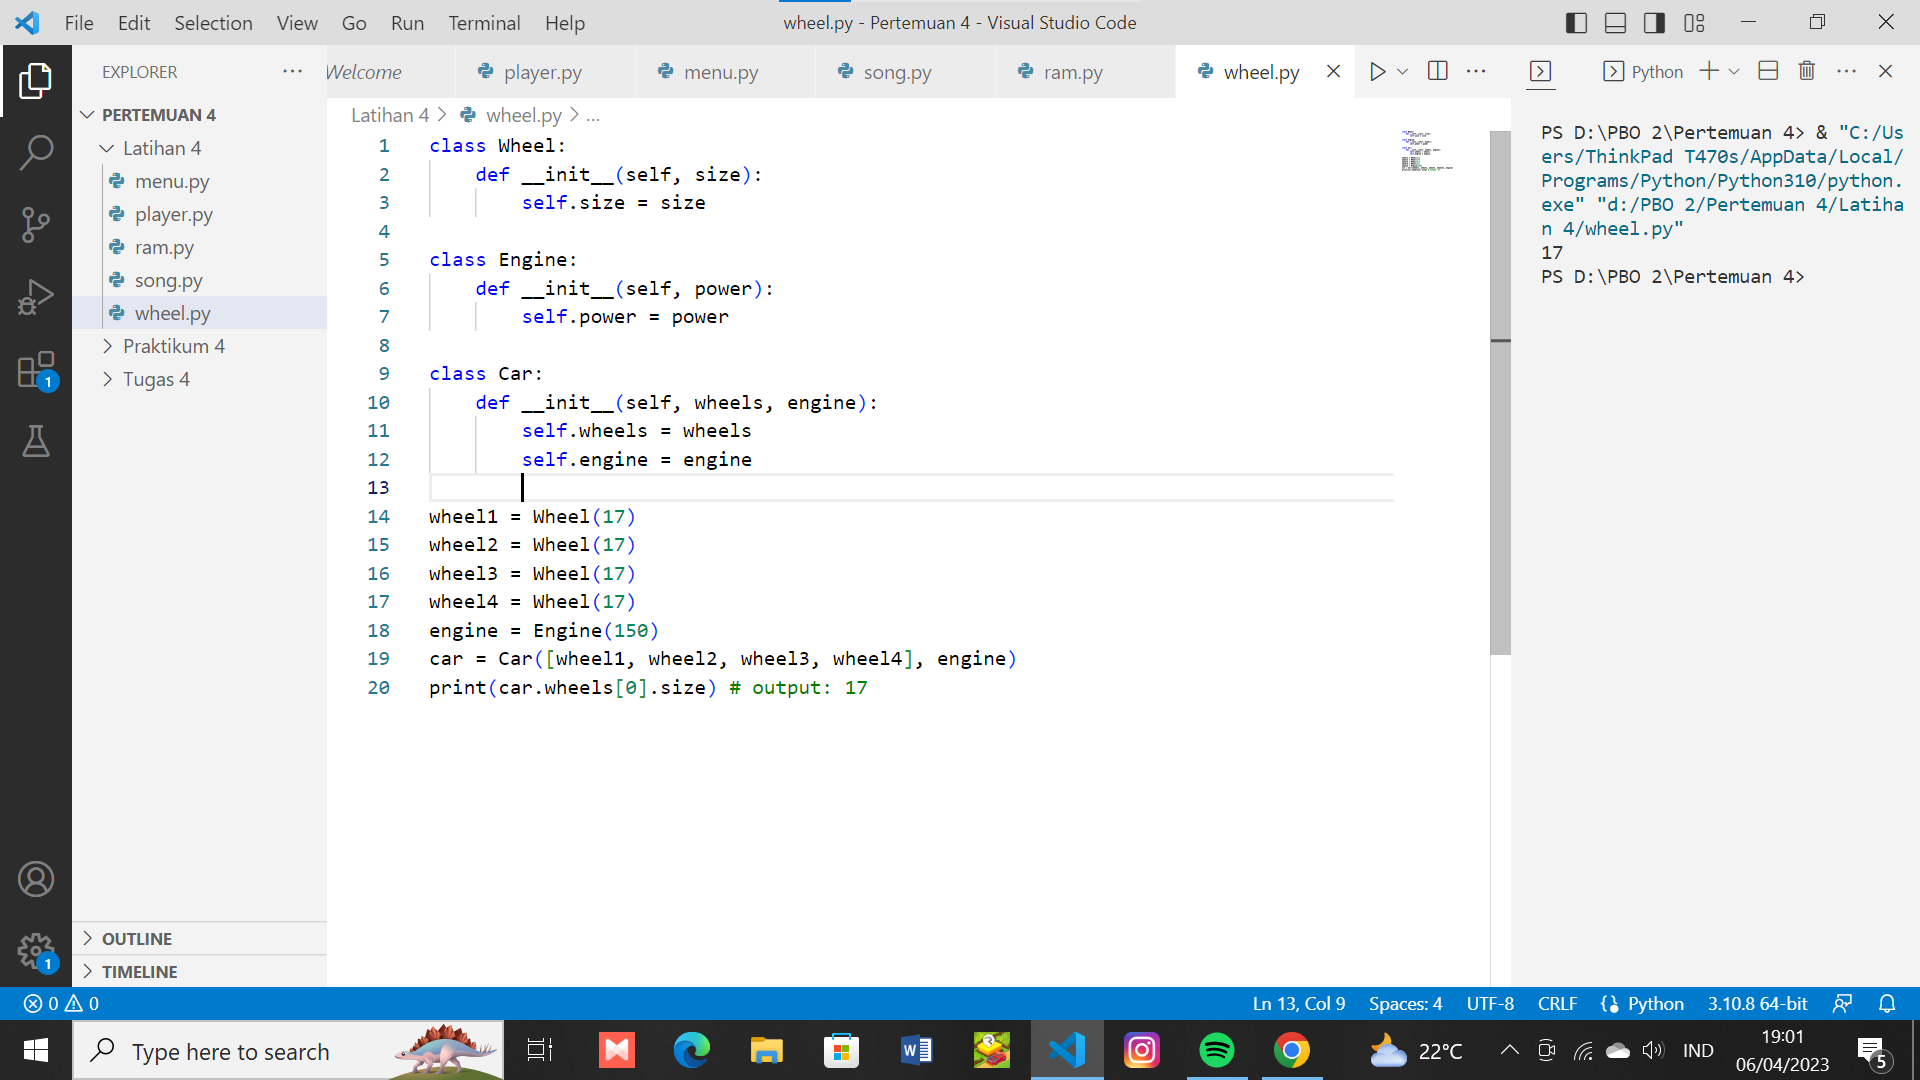 File Edit Selection View Go Run Terminal Help
wheel.py - Pertemuan 4 - Visual Studio Code
EXPLORER
Welcome player.py menu.py song.py ram.py wheel.py
Python
PERTEMUAN 4
Latihan 4
menu.py
player.py
ram.py
song.py
wheel.py
Praktikum 4
Tugas 4
OUTLINE
TIMELINE
Latihan 4 > wheel.py > ...
1 class Wheel:
2 def __init__(self, size):
3 self.size = size
4
5 class Engine:
6 def __init__(self, power):
7 self.power = power
8
9 class Car:
10 def __init__(self, wheels, engine):
11 self.wheels = wheels
12 self.engine = engine
13
14 wheel1 = Wheel(17)
15 wheel2 = Wheel(17)
16 wheel3 = Wheel(17)
17 wheel4 = Wheel(17)
18 engine = Engine(150)
19 car = Car([wheel1, wheel2, wheel3, wheel4], engine)
20 print(car.wheels[0].size) # output: 17
PS D:\PBO 2\Pertemuan 4> & "C:/Us
ers/ThinkPad T470s/AppData/Local/
Programs/Python/Python310/python.
exe" "d:/PBO 2/Pertemuan 4/Latiha
n 4/wheel.py"
17
PS D:\PBO 2\Pertemuan 4>
1
1
0 0
Ln 13, Col 9 Spaces: 4 UTF-8 CRLF Python 3.10.8 64-bit
Type here to search
22°C
IND
19:01
06/04/2023
5